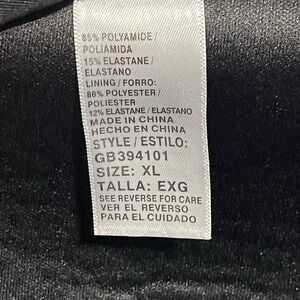 85% POLYAMIDE/
POLIAMIDA
15% ELASTANE/
ELASTANO
LINING / FORRO:
88% POLYESTER /
POLIESTER
12% ELASTANE / ELASTANO
MADE IN CHINA
HECHO EN CHINA
STYLE / ESTILO:
GB394101
SIZE: XL
TALLA: EXG
SEE REVERSE FOR CARE
VER EL REVERSO
PARA EL CUIDADO